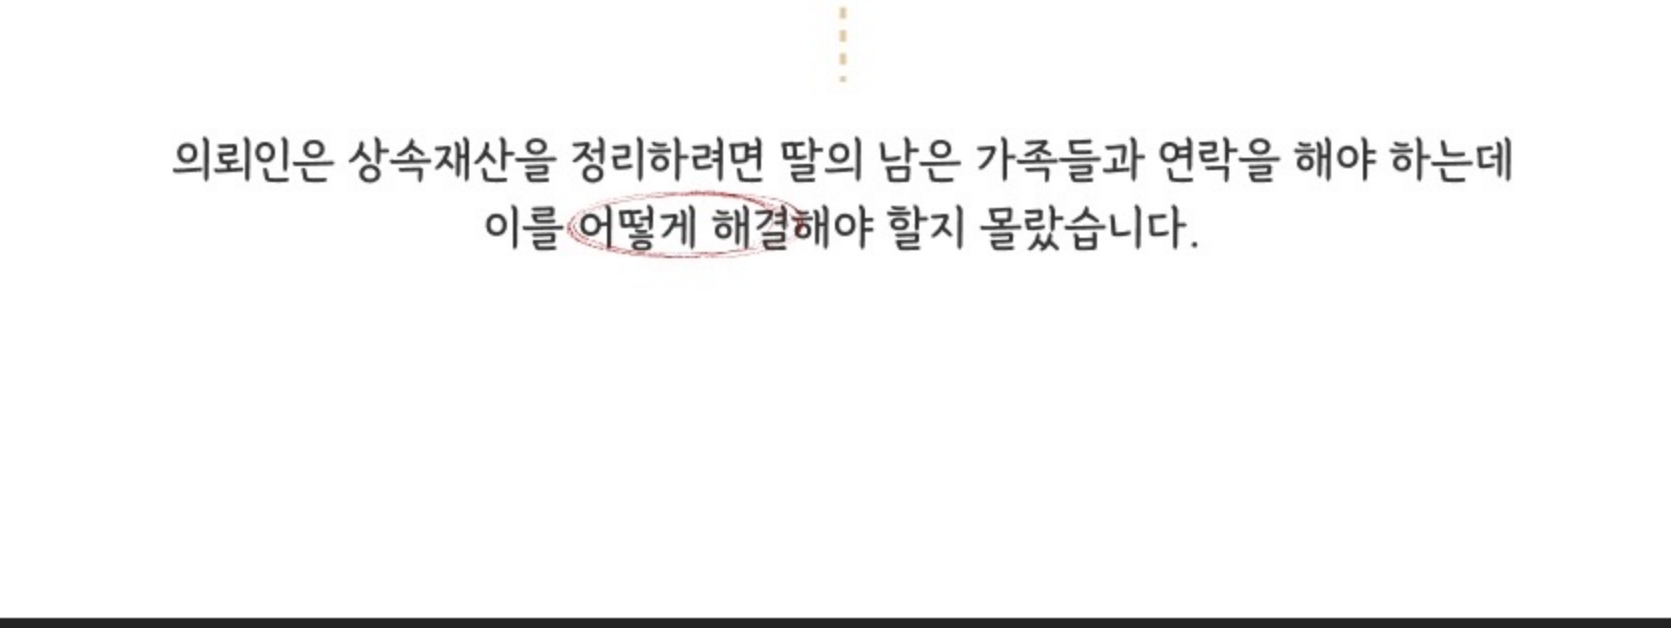 의뢰인은 상속재산을 정리하려면 딸의 남은 가족들과 연락을 해야 하는데
이를 어떻게 해결해야 할지 몰랐습니다.